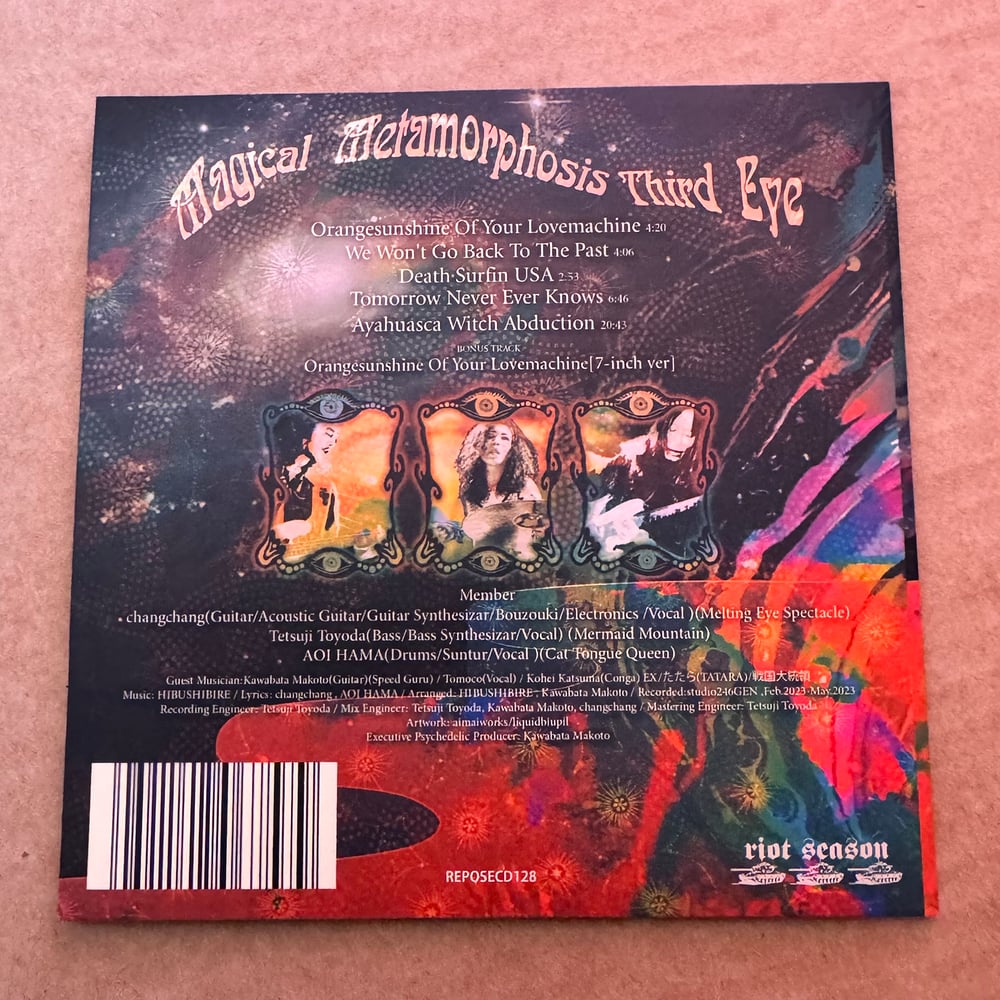 Magical Metamorphosis Third Eye
Orangesunshine Of Your Lovemachine 4:20
We Won't Go Back To The Past 4:06
Death Surfin USA 2:53
Tomorrow Never Ever Knows 6:46
Ayahuasca Witch Abduction 20:43
BONUS TRACK
Orangesunshine Of Your Lovemachine[7-inch ver]
Member
changchang(Guitar/Acoustic Guitar/Guitar Synthesizar/Bouzouki/Electronics /Vocal )(Melting Eye Spectacle)
Tetsuji Toyoda(Bass/Bass Synthesizar/Vocal) (Mermaid Mountain)
AOI HAMA(Drums/Suntur/Vocal )(Cat Tongue Queen)
Guest Musician:Kawabata Makoto(Guitar)(Speed Guru) / Tomoco(Vocal) / Kohei Katsuna(Conga) EX/たたら(TATARA)/戦国大統領
Music: HIBUSHIBIRE / Lyrics: changchang , AOI HAMA / Arranged: HIBUSHIBIRE , Kawabata Makoto / Recorded:studio246GEN ,Feb.2023-May.2023
Recording Engineer: Tetsuji Toyoda / Mix Engineer: Tetsuji Toyoda, Kawabata Makoto, changchang / Mastering Engineer: Tetsuji Toyoda
Artwork: aimaiworks/liquidbiupil
Executive Psychedelic Producer: Kawabata Makoto
REPOSECD128
riot season